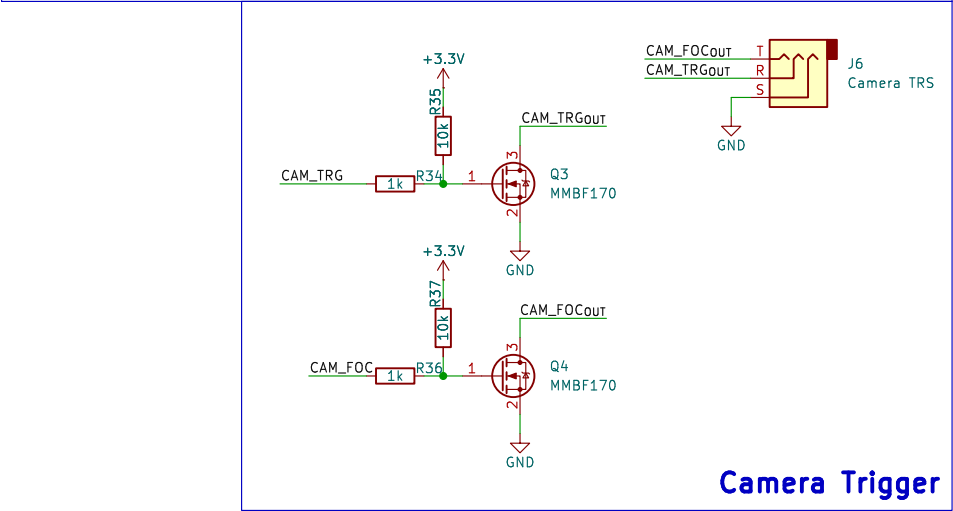 CAM_FOCOUT T
CAM_TRGOUT R
S
J6
Camera TRS
GND
+3.3V
R35
10k
CAM_TRGOUT
3
CAM_TRG
1k
R34
1
Q3
MMBF170
2
GND
+3.3V
R37
10k
CAM_FOCOUT
3
CAM_FOC
1k
R36
1
Q4
MMBF170
2
GND
Camera Trigger